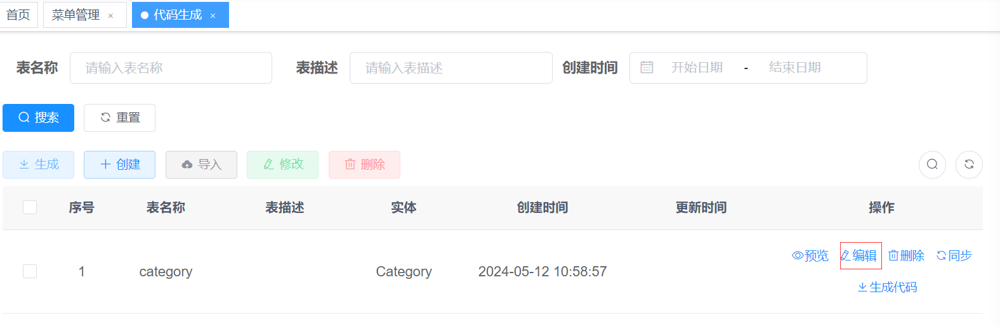 首页 菜单管理 × 代码生成 ×
表名称 请输入表名称 表描述 请输入表描述 创建时间 开始日期 - 结束日期
搜索 重置
生成 创建 导入 修改 删除
序号 表名称 表描述 实体 创建时间 更新时间 操作
预览 编辑 删除 同步
1 category Category 2024-05-12 10:58:57
生成代码